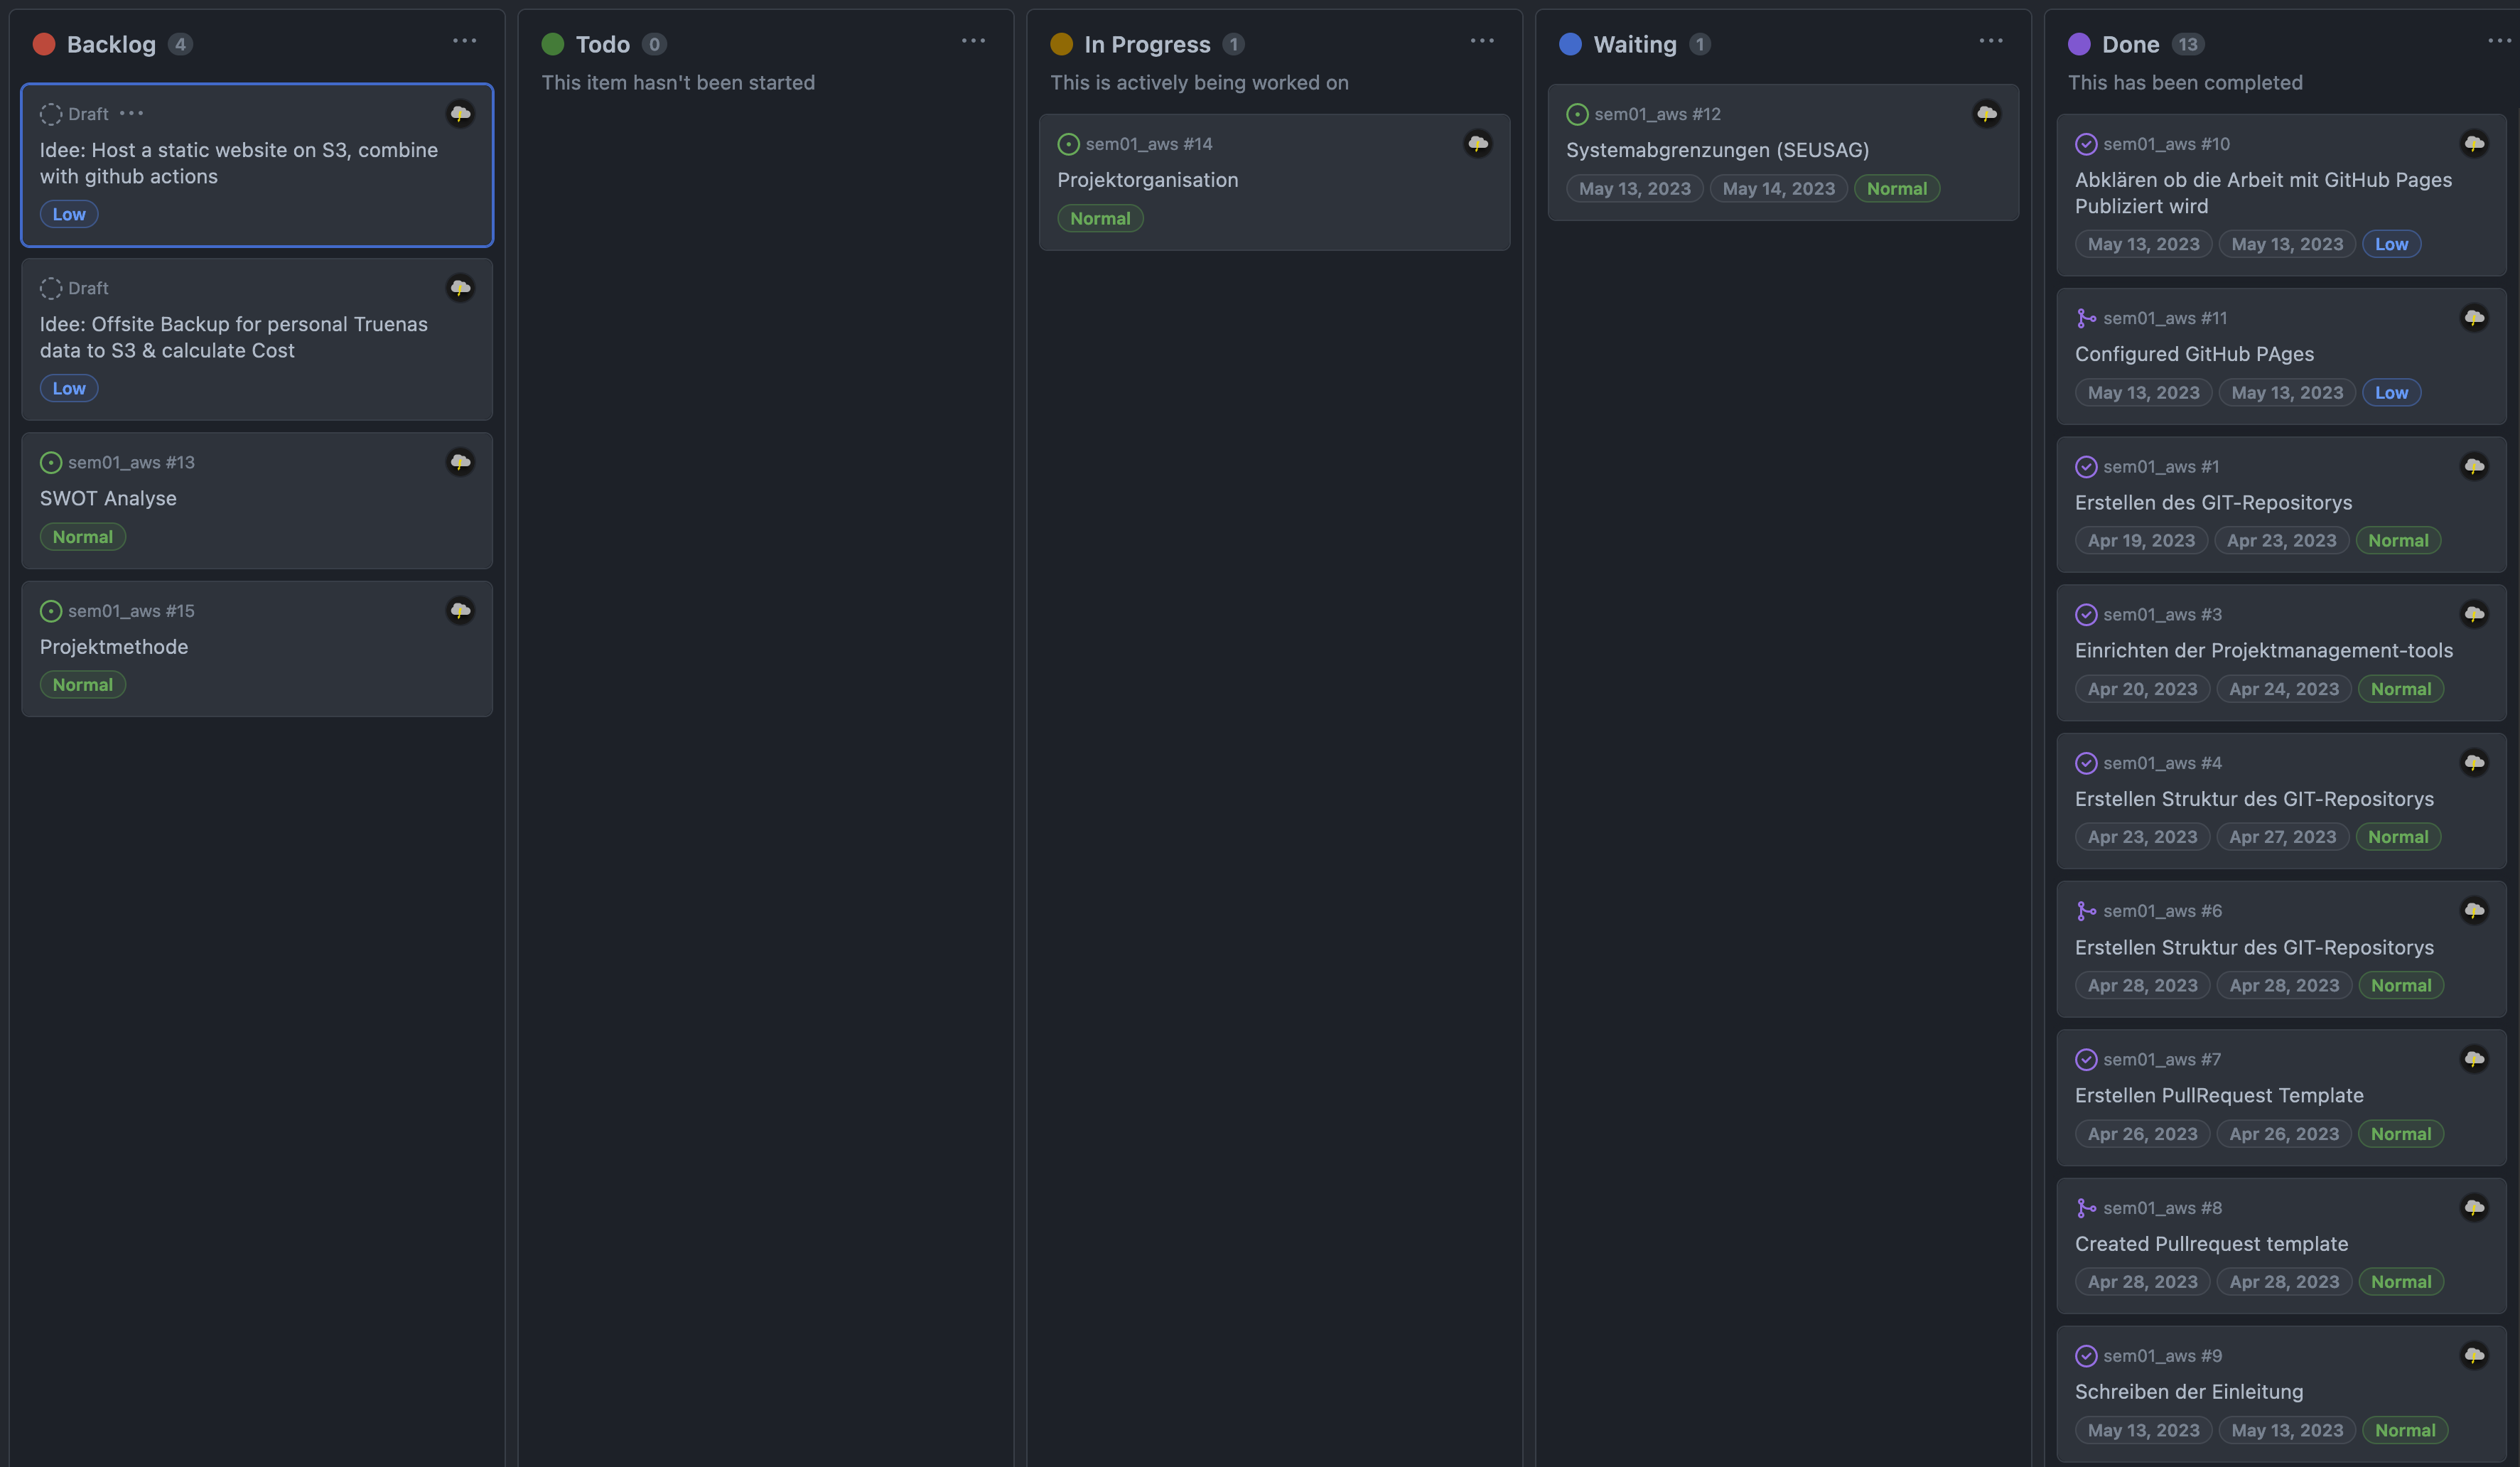 Backlog 4
Draft
Idee: Host a static website on S3, combine
with github actions
Low
Draft
Idee: Offsite Backup for personal Truenas
data to S3 & calculate Cost
Low
sem01_aws #13
SWOT Analyse
Normal
sem01_aws #15
Projektmethode
Normal
Todo 0
This item hasn't been started
In Progress 1
This is actively being worked on
sem01_aws #14
Projektorganisation
Normal
Waiting 1
sem01_aws #12
Systemabgrenzungen (SEUSAG)
May 13, 2023 May 14, 2023 Normal
Done 13
This has been completed
sem01_aws #10
Abklären ob die Arbeit mit GitHub Pages
Publiziert wird
May 13, 2023 May 13, 2023 Low
sem01_aws #11
Configured GitHub PAges
May 13, 2023 May 13, 2023 Low
sem01_aws #1
Erstellen des GIT-Repositorys
Apr 19, 2023 Apr 23, 2023 Normal
sem01_aws #3
Einrichten der Projektmanagement-tools
Apr 20, 2023 Apr 24, 2023 Normal
sem01_aws #4
Erstellen Struktur des GIT-Repositorys
Apr 23, 2023 Apr 27, 2023 Normal
sem01_aws #6
Erstellen Struktur des GIT-Repositorys
Apr 28, 2023 Apr 28, 2023 Normal
sem01_aws #7
Erstellen PullRequest Template
Apr 26, 2023 Apr 26, 2023 Normal
sem01_aws #8
Created Pullrequest template
Apr 28, 2023 Apr 28, 2023 Normal
sem01_aws #9
Schreiben der Einleitung
May 13, 2023 May 13, 2023 Normal